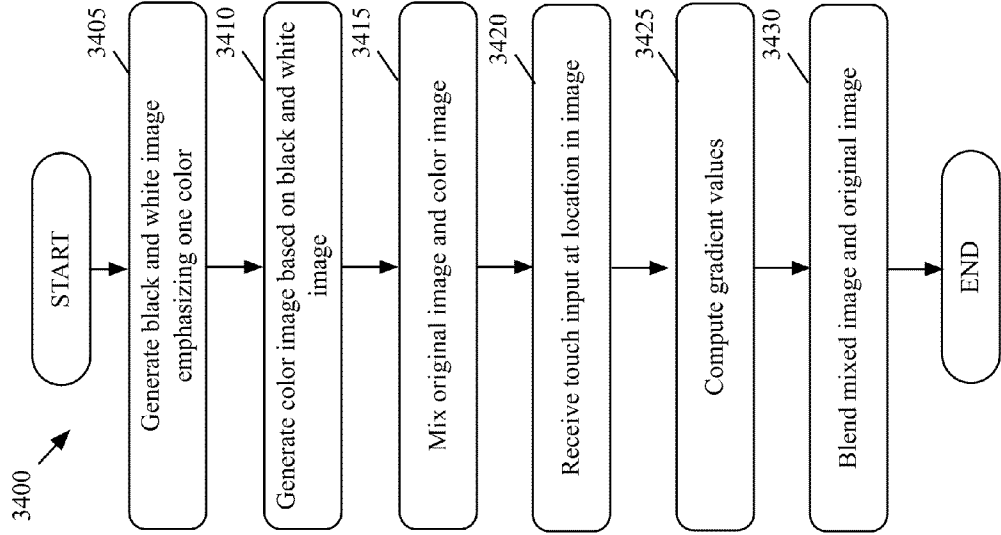 3400
START
3405
Generate black and white image
emphasizing one color
3410
Generate color image based on black and white
image
3415
Mix original image and color image
3420
Receive touch input at location in image
3425
Compute gradient values
3430
Blend mixed image and original image
END